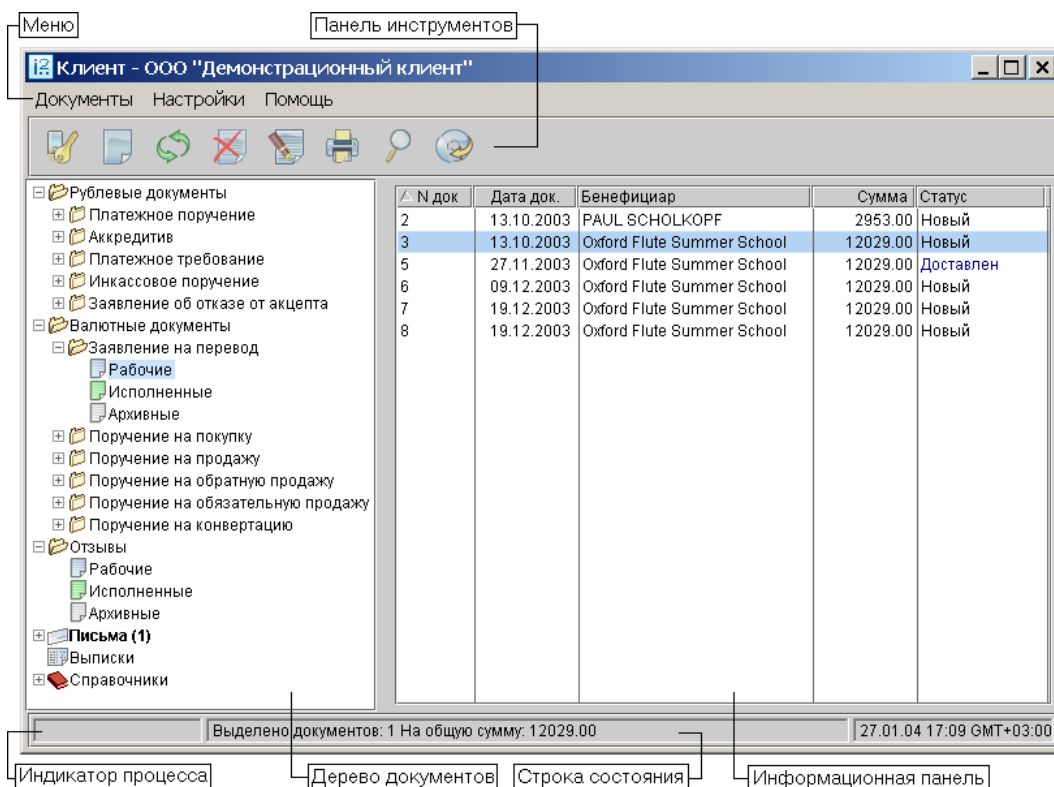 Меню
Панель инструментов
Клиент - ООО "Демонстрационный клиент"
Документы Настройки Помощь
Рублевые документы
Платежное поручение
Аккредитив
Платежное требование
Инкассовое поручение
Заявление об отказе от акцепта
Валютные документы
Заявление на перевод
Рабочие
Исполненные
Архивные
Поручение на покупку
Поручение на продажу
Поручение на обратную продажу
Поручение на обязательную продажу
Поручение на конвертацию
Отзывы
Рабочие
Исполненные
Архивные
Письма (1)
Выписки
Справочники
N док Дата док. Бенефициар Сумма Статус
2 13.10.2003 PAUL SCHOLKOPF 2953.00 Новый
3 13.10.2003 Oxford Flute Summer School 12029.00 Новый
5 27.11.2003 Oxford Flute Summer School 12029.00 Доставлен
6 09.12.2003 Oxford Flute Summer School 12029.00 Новый
7 19.12.2003 Oxford Flute Summer School 12029.00 Новый
8 19.12.2003 Oxford Flute Summer School 12029.00 Новый
Выделено документов: 1 На общую сумму: 12029.00
27.01.04 17:09 GMT+03:00
Индикатор процесса
Дерево документов
Строка состояния
Информационная панель